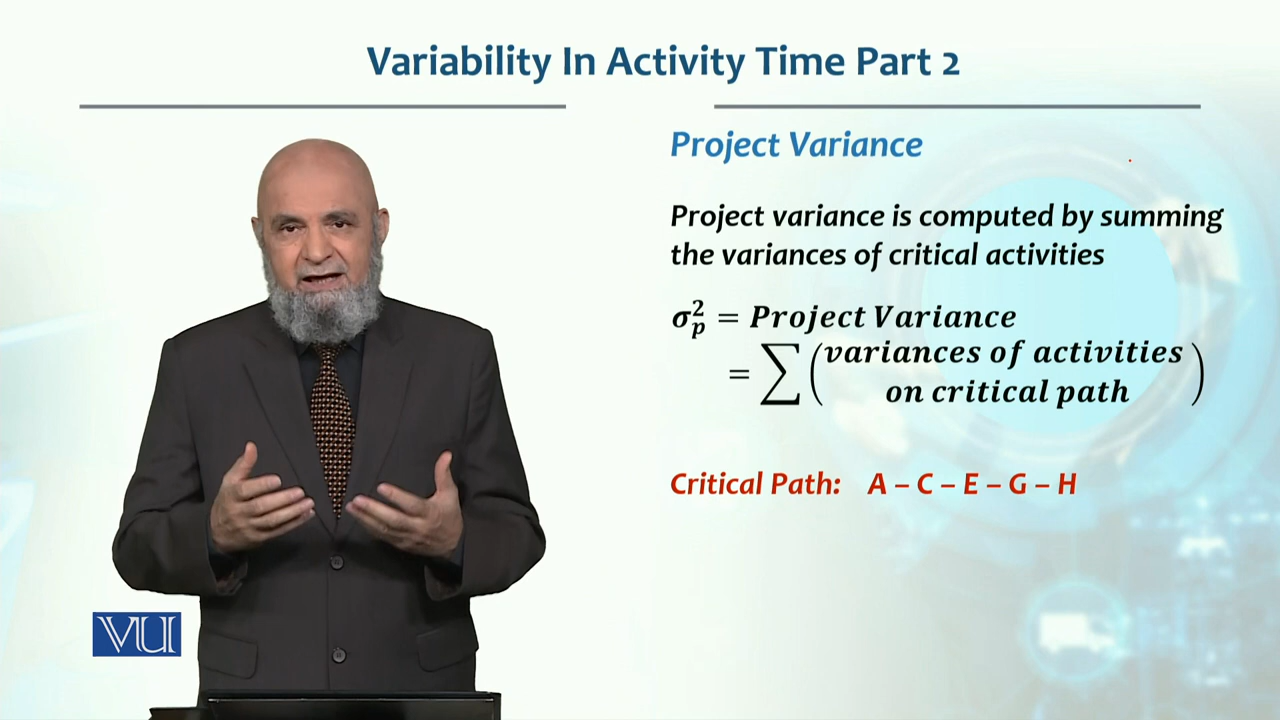 Variability In Activity Time Part 2
Project Variance
Project variance is computed by summing
the variances of critical activities
σ²ₚ = Project Variance
= ∑ (variances of activities
on critical path)
Critical Path: A – C – E – G – H
VU